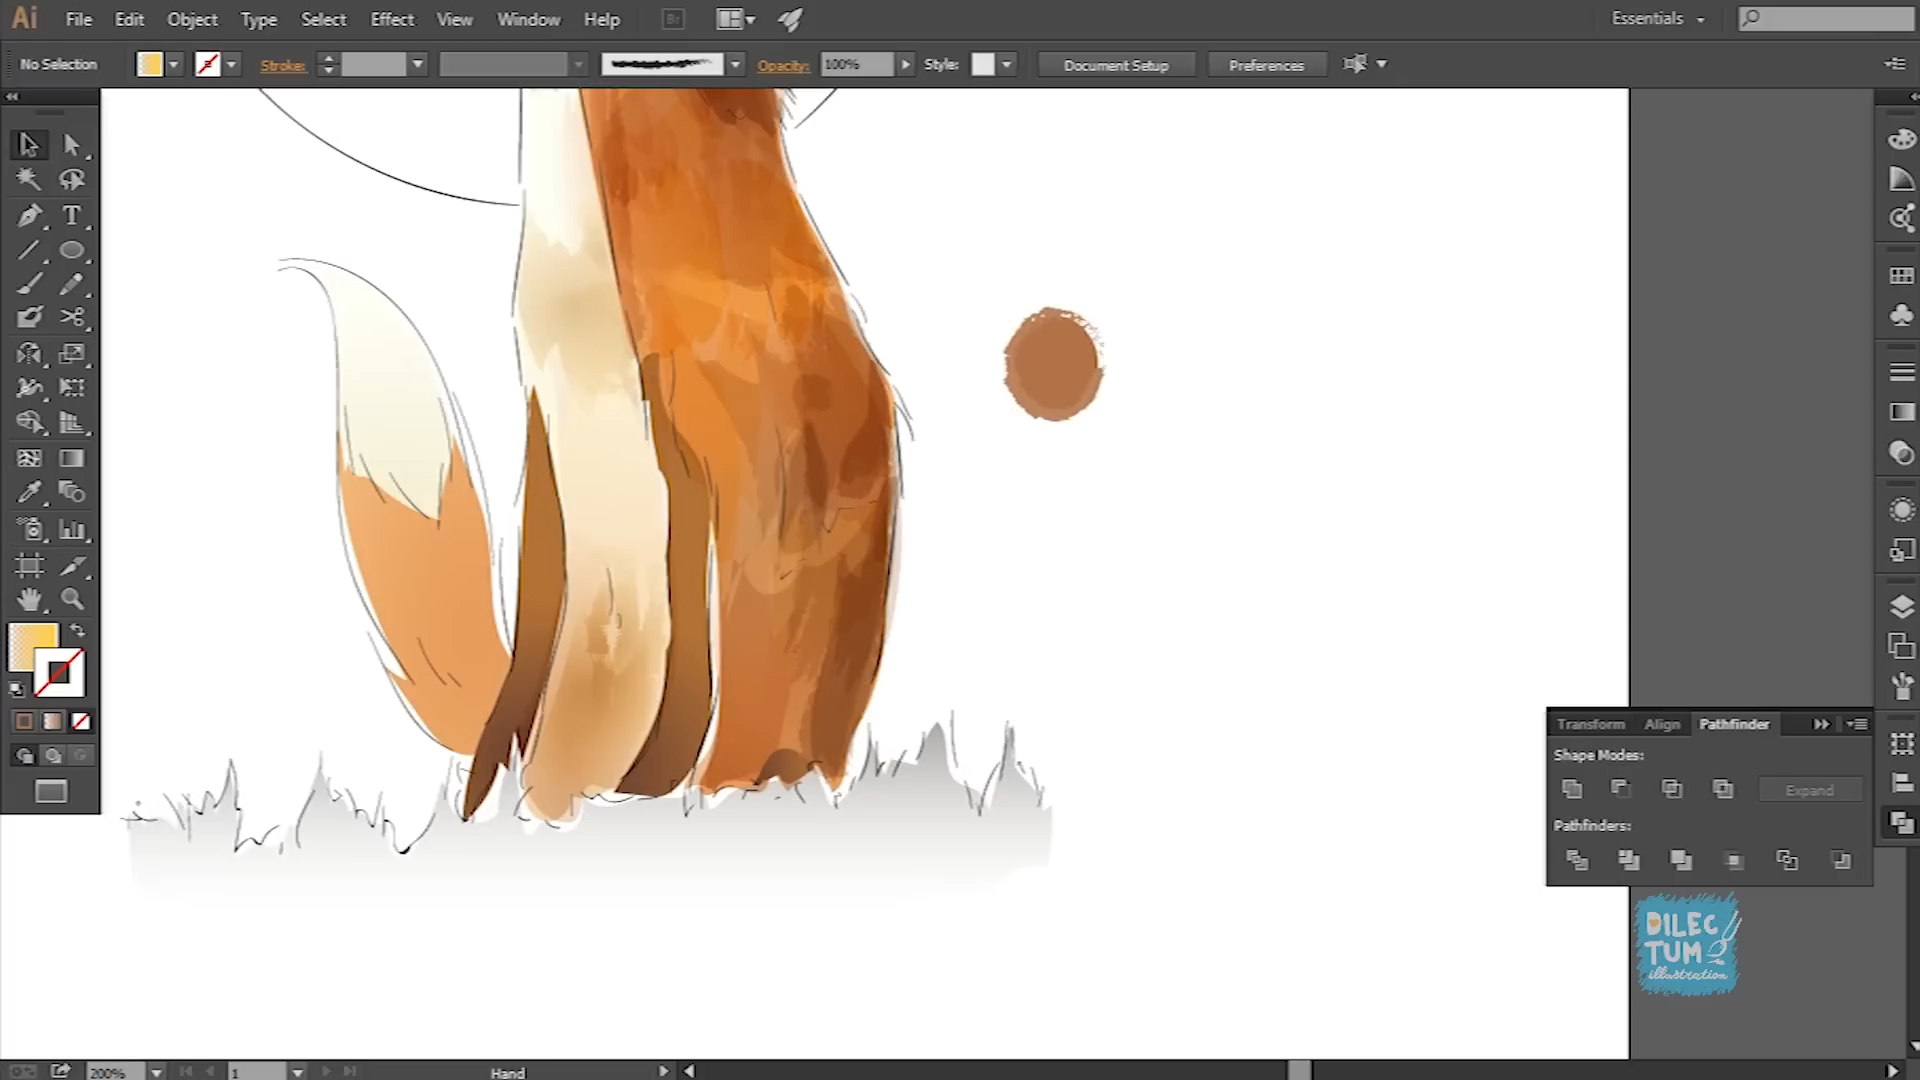 Ai File Edit Object Type Select Effect View Window Help Br Essentials
No Selection Stroke: Opacity: 100% Style: Document Setup Preferences
T
Transform Align Pathfinder
Shape Modes:
Expand
Pathfinders:
DILEC
TUM
illustration
200% 1 Hand